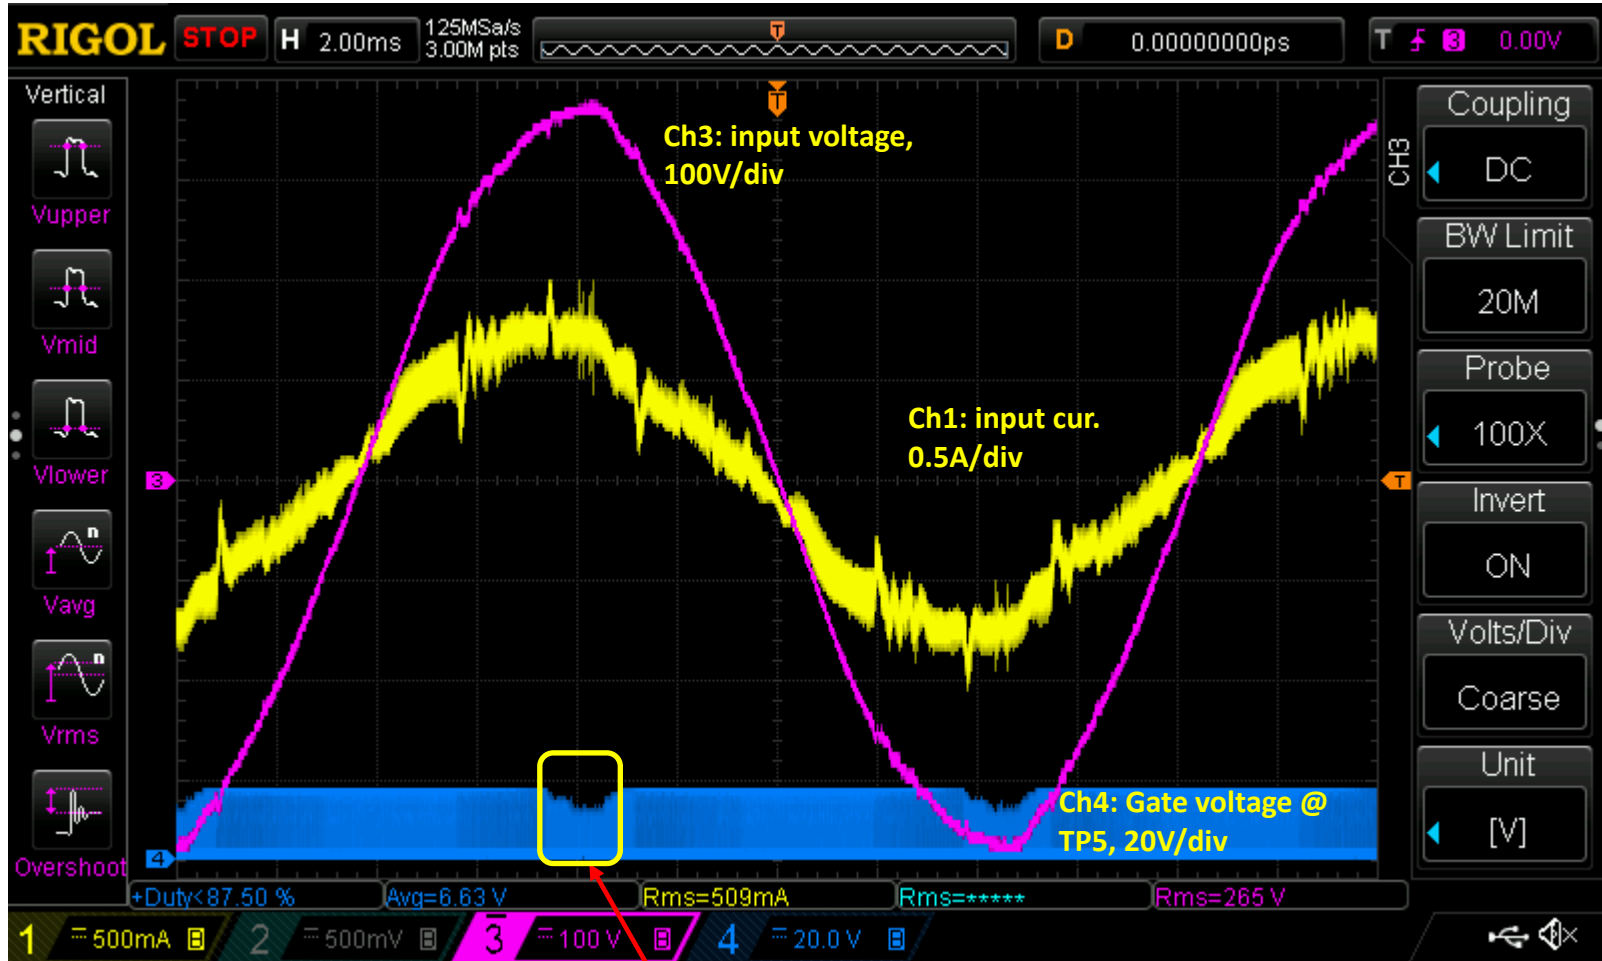 RIGOL STOP H 2.00ms 125MSa/s 3.00M pts T D 0.00000000ps T 3 0.00V
Vertical
Vupper
Vmid
Vlower
n
Vavg
n
Vrms
Overshoot
T
Ch3: input voltage,
100V/div
Ch1: input cur.
0.5A/div
3
T
4
Ch4: Gate voltage @
TP5, 20V/div
CH3
Coupling
DC
BW Limit
20M
Probe
100X
Invert
ON
Volts/Div
Coarse
Unit
[V]
+Duty<87.50 % Avg=6.63 V Rms=509mA Rms=***** Rms=265 V
1 500mA B 2 500mV B 3 100 V B 4 20.0 V B